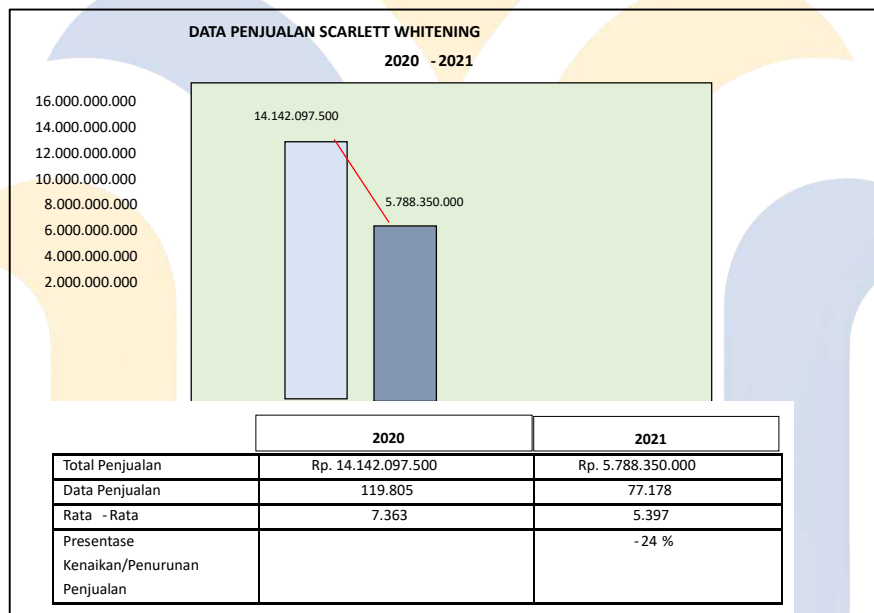 DATA PENJUALAN SCARLETT WHITENING
2020 - 2021
16.000.000.000
14.000.000.000
12.000.000.000
10.000.000.000
8.000.000.000
6.000.000.000
4.000.000.000
2.000.000.000
14.142.097.500
5.788.350.000
2020 2021
Total Penjualan Rp. 14.142.097.500 Rp. 5.788.350.000
Data Penjualan 119.805 77.178
Rata - Rata 7.363 5.397
Presentase - 24 %
Kenaikan/Penurunan
Penjualan